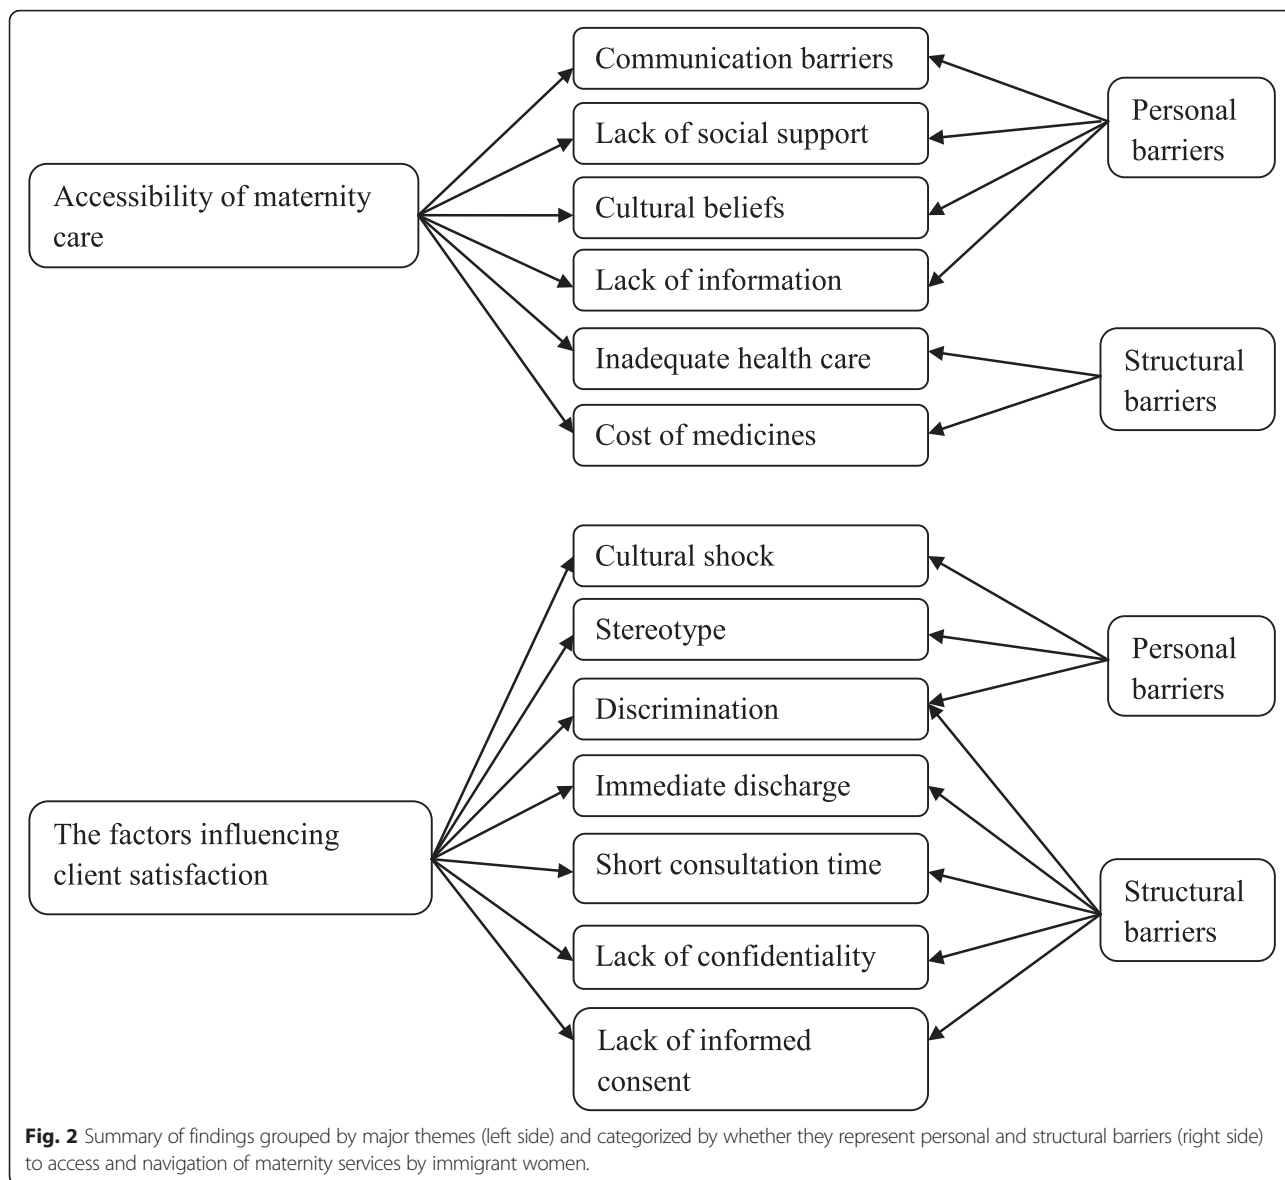 Communication barriers
Lack of social support
Cultural beliefs
Lack of information
Inadequate health care
Cost of medicines
Accessibility of maternity
care
Personal
barriers
Structural
barriers
Cultural shock
Stereotype
Discrimination
Immediate discharge
Short consultation time
Lack of confidentiality
Lack of informed
consent
The factors influencing
client satisfaction
Personal
barriers
Structural
barriers
Fig. 2 Summary of findings grouped by major themes (left side) and categorized by whether they represent personal and structural barriers (right side)
to access and navigation of maternity services by immigrant women.